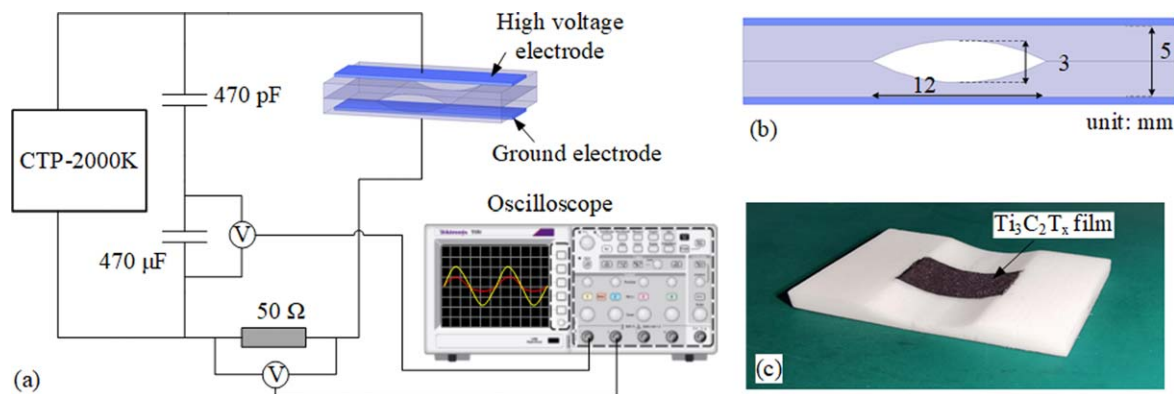 High voltage
electrode
470 pF
CTP-2000K
Ground electrode
Oscilloscope
V
470 μF
50 Ω
V
(a)
Tektronix
5
3
12
(b)
unit: mm
Ti₃C₂Tₓ film
(c)